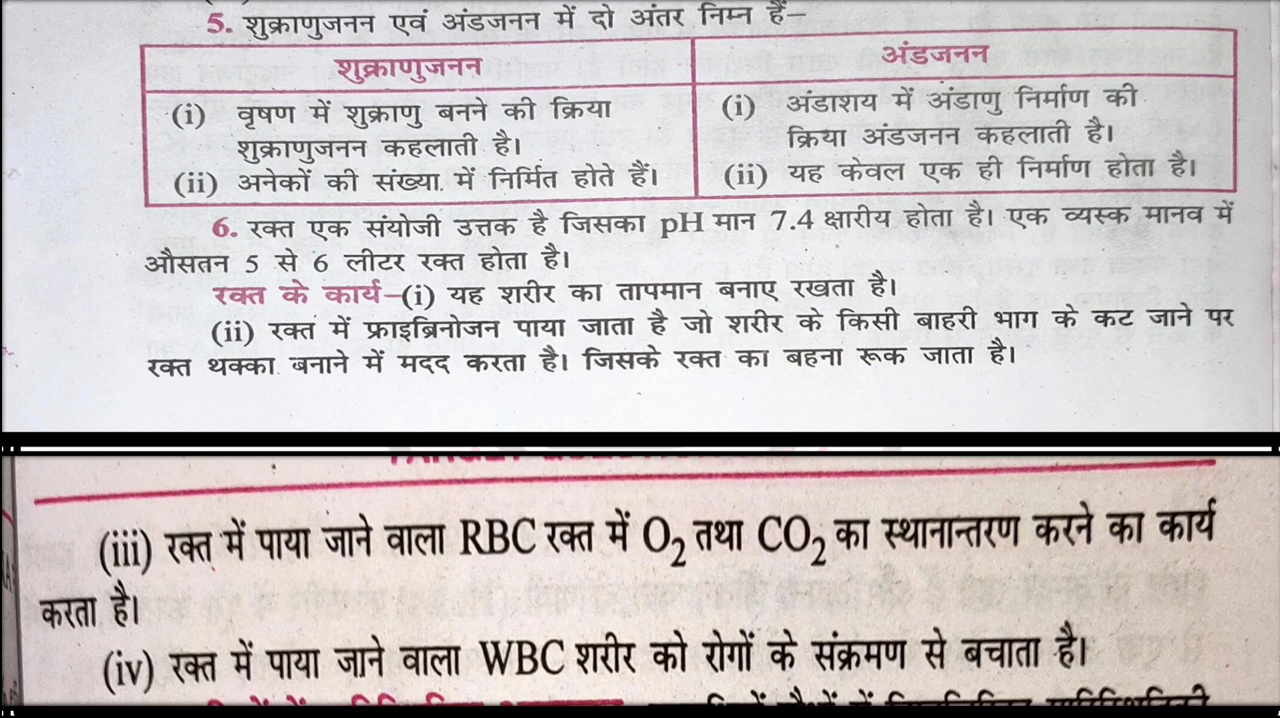 5. शुक्राणुजनन एवं अंडजनन में दो अंतर निम्न हैं–
शुक्राणुजनन
(i) वृषण में शुक्राणु बनने की क्रिया
शुक्राणुजनन कहलाती है।
(ii) अनेकों की संख्या में निर्मित होते हैं।
अंडजनन
(i) अंडाशय में अंडाणु निर्माण की
क्रिया अंडजनन कहलाती है।
(ii) यह केवल एक ही निर्माण होता है।
6. रक्त एक संयोजी उत्तक है जिसका pH मान 7.4 क्षारीय होता है। एक व्यस्क मानव में
औसतन 5 से 6 लीटर रक्त होता है।
रक्त के कार्य–(i) यह शरीर का तापमान बनाए रखता है।
(ii) रक्त में फ्राइब्रिनोजन पाया जाता है जो शरीर के किसी बाहरी भाग के कट जाने पर
रक्त थक्का बनाने में मदद करता है। जिसके रक्त का बहना रूक जाता है।
(iii) रक्त में पाया जाने वाला RBC रक्त में O₂ तथा CO₂ का स्थानान्तरण करने का कार्य
करता है।
(iv) रक्त में पाया जाने वाला WBC शरीर को रोगों के संक्रमण से बचाता है।